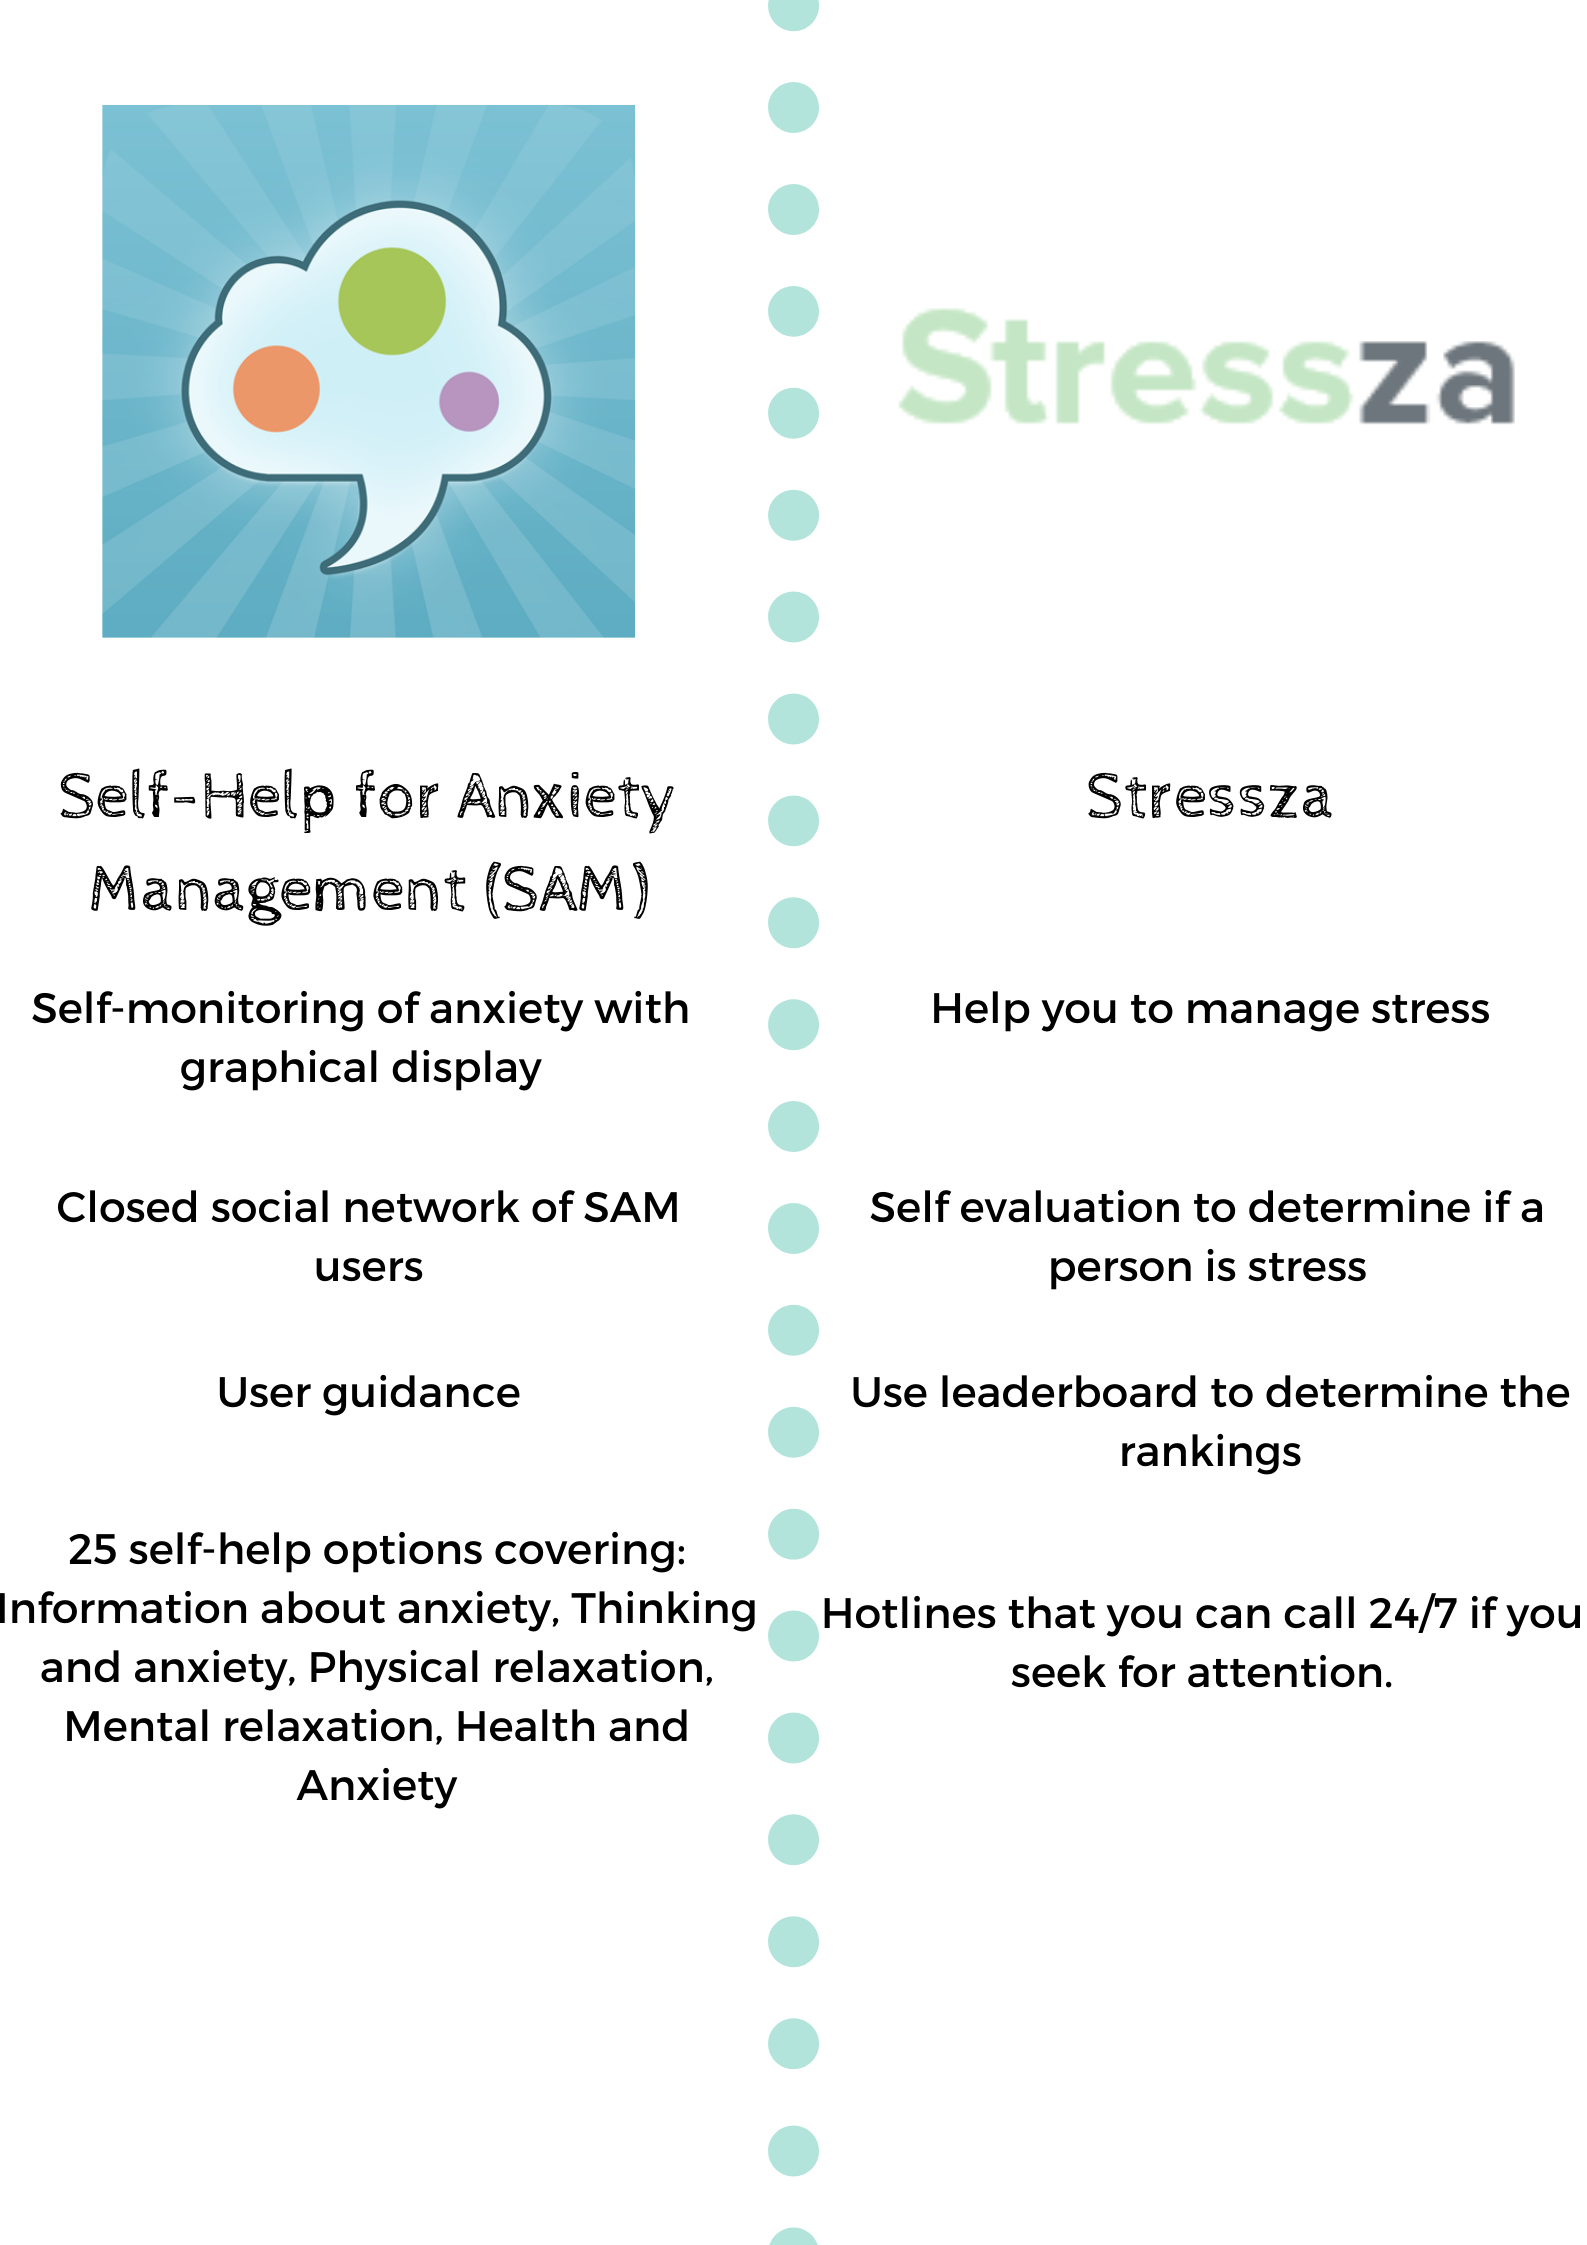 Stressza
Self-Help for Anxiety
Management (SAM)
Self-monitoring of anxiety with
graphical display
Closed social network of SAM
users
User guidance
25 self-help options covering:
Information about anxiety, Thinking
and anxiety, Physical relaxation,
Mental relaxation, Health and
Anxiety
Stressza
Help you to manage stress
Self evaluation to determine if a
person is stress
Use leaderboard to determine the
rankings
Hotlines that you can call 24/7 if you
seek for attention.